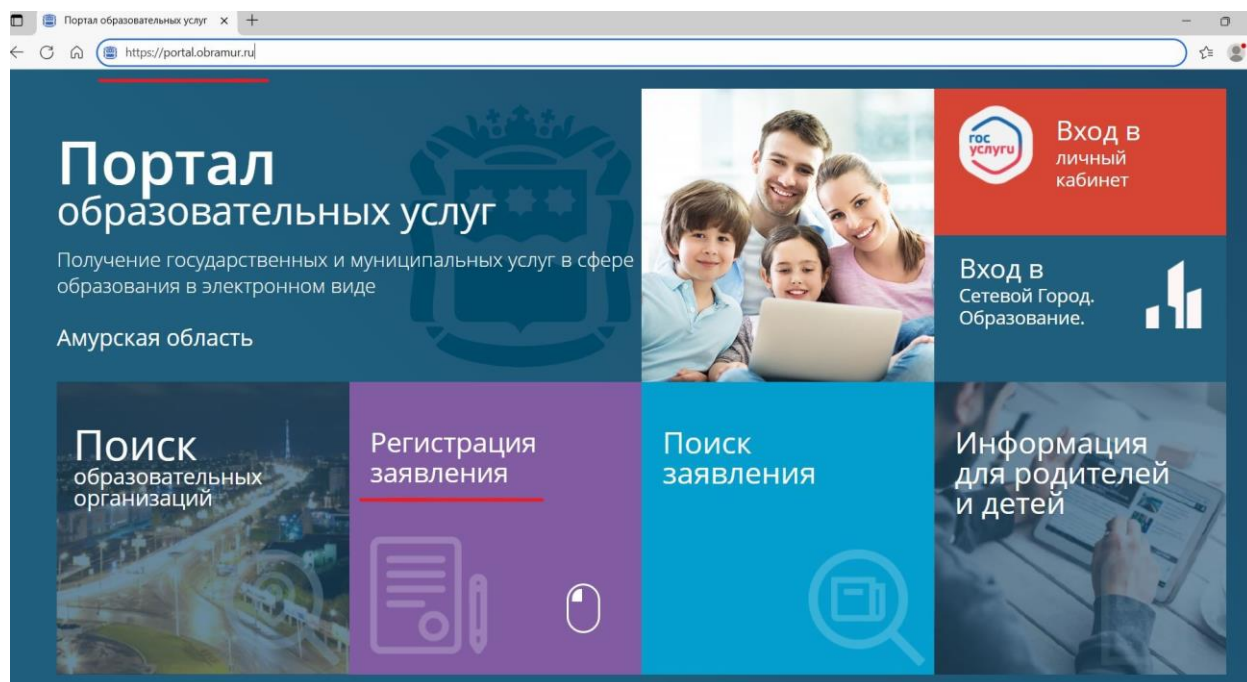 Портал образовательных услуг
https://portal.obramur.ru
Портал
образовательных услуг
Получение государственных и муниципальных услуг в сфере
образования в электронном виде
Амурская область
гос
услуги
Вход в
личный
кабинет
Вход в
Сетевой Город.
Образование.
Поиск
образовательных
организаций
Регистрация
заявления
Поиск
заявления
Информация
для родителей
и детей